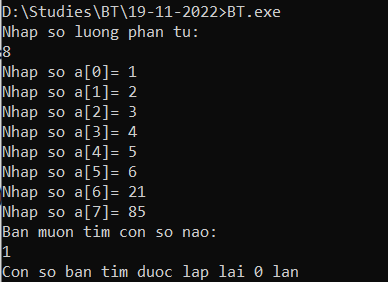 D:\Studies\BT\19-11-2022>BT.exe
Nhap so luong phan tu:
8
Nhap so a[0]= 1
Nhap so a[1]= 2
Nhap so a[2]= 3
Nhap so a[3]= 4
Nhap so a[4]= 5
Nhap so a[5]= 6
Nhap so a[6]= 21
Nhap so a[7]= 85
Ban muon tim con so nao:
1
Con so ban tim duoc lap lai 0 lan